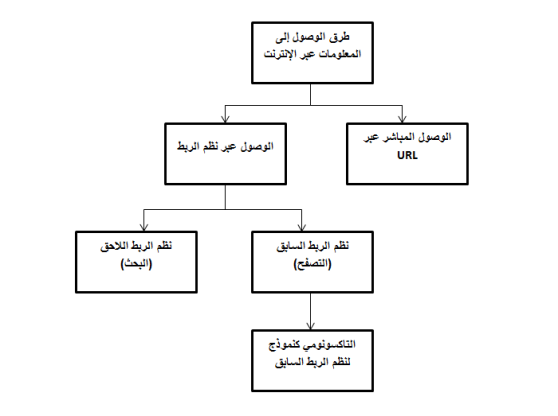 طرق الوصول إلى
المعلومات عبر الإنترنت
الوصول المباشر عبر
URL
الوصول عبر نظم الربط
نظم الربط السابق
(التصفح)
نظم الربط اللاحق
(البحث)
التاكسونومي كنموذج
لنظم الربط السابق